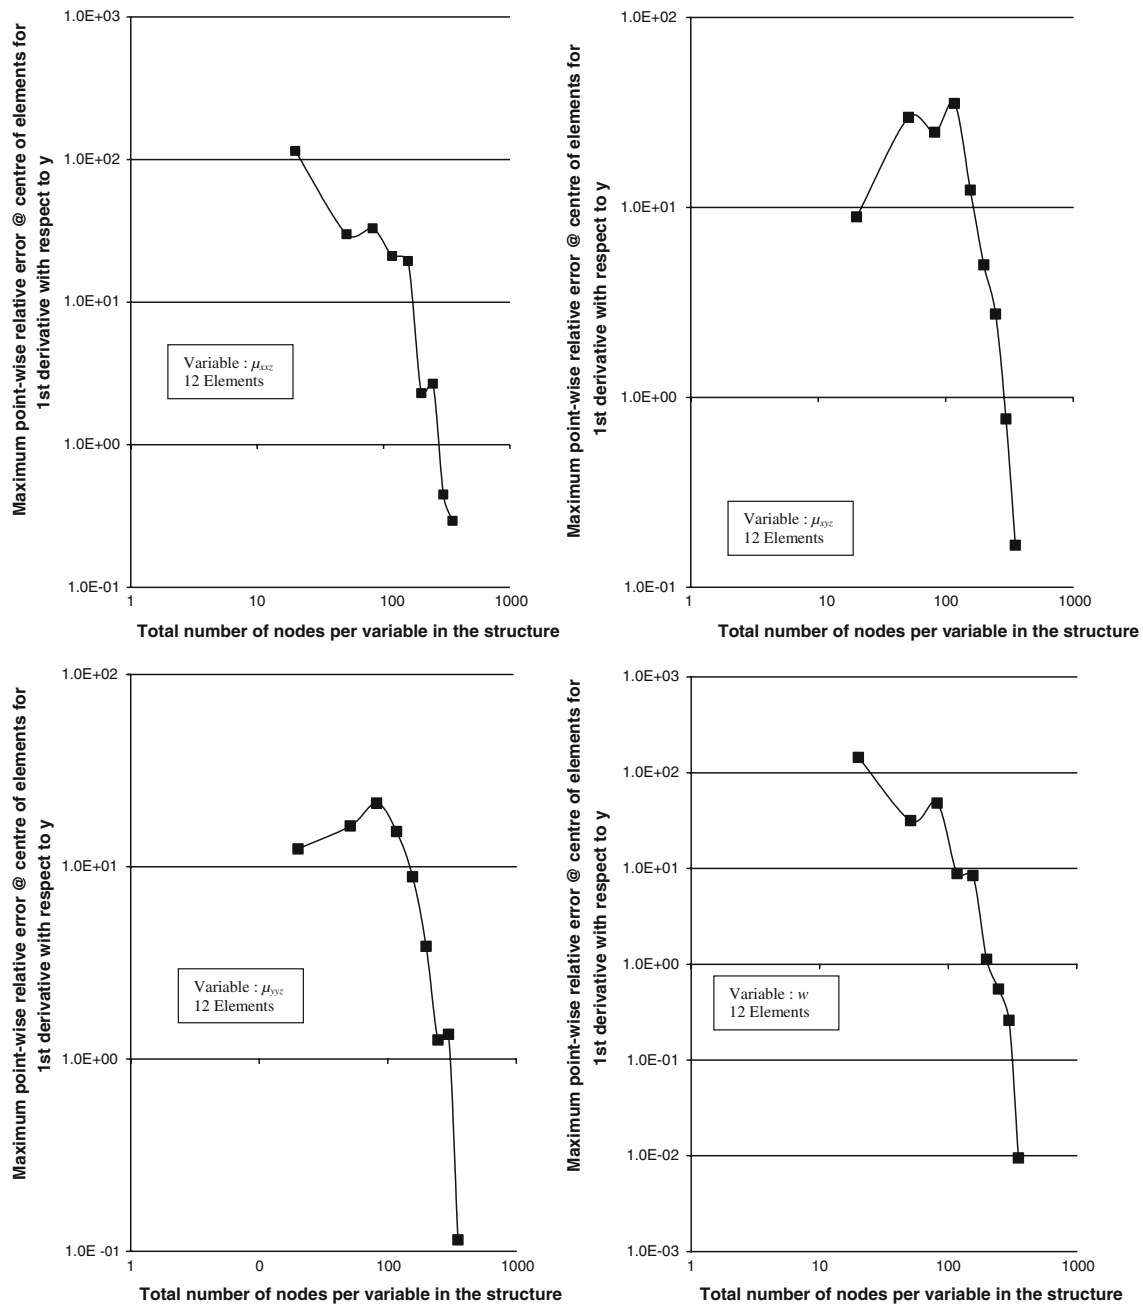 Maximum point-wise relative error @ centre of elements for
1st derivative with respect to y
1.0E+03
1.0E+02
1.0E+01
1.0E+00
1.0E-01
Variable : μxxz
12 Elements
1
10
100
1000
Total number of nodes per variable in the structure
Maximum point-wise relative error @ centre of elements for
1st derivative with respect to y
1.0E+02
1.0E+01
1.0E+00
1.0E-01
Variable : μxyz
12 Elements
1
10
100
1000
Total number of nodes per variable in the structure
Maximum point-wise relative error @ centre of elements for
1st derivative with respect to y
1.0E+02
1.0E+01
1.0E+00
1.0E -01
Variable : μyyz
12 Elements
1
0
100
1000
Total number of nodes per variable in the structure
Maximum point-wise relative error @ centre of elements for
1st derivative with respect to y
1.0E+03
1.0E+02
1.0E+01
1.0E+00
1.0E-01
1.0E-02
1.0E-03
Variable : w
12 Elements
1
10
100
1000
Total number of nodes per variable in the structure